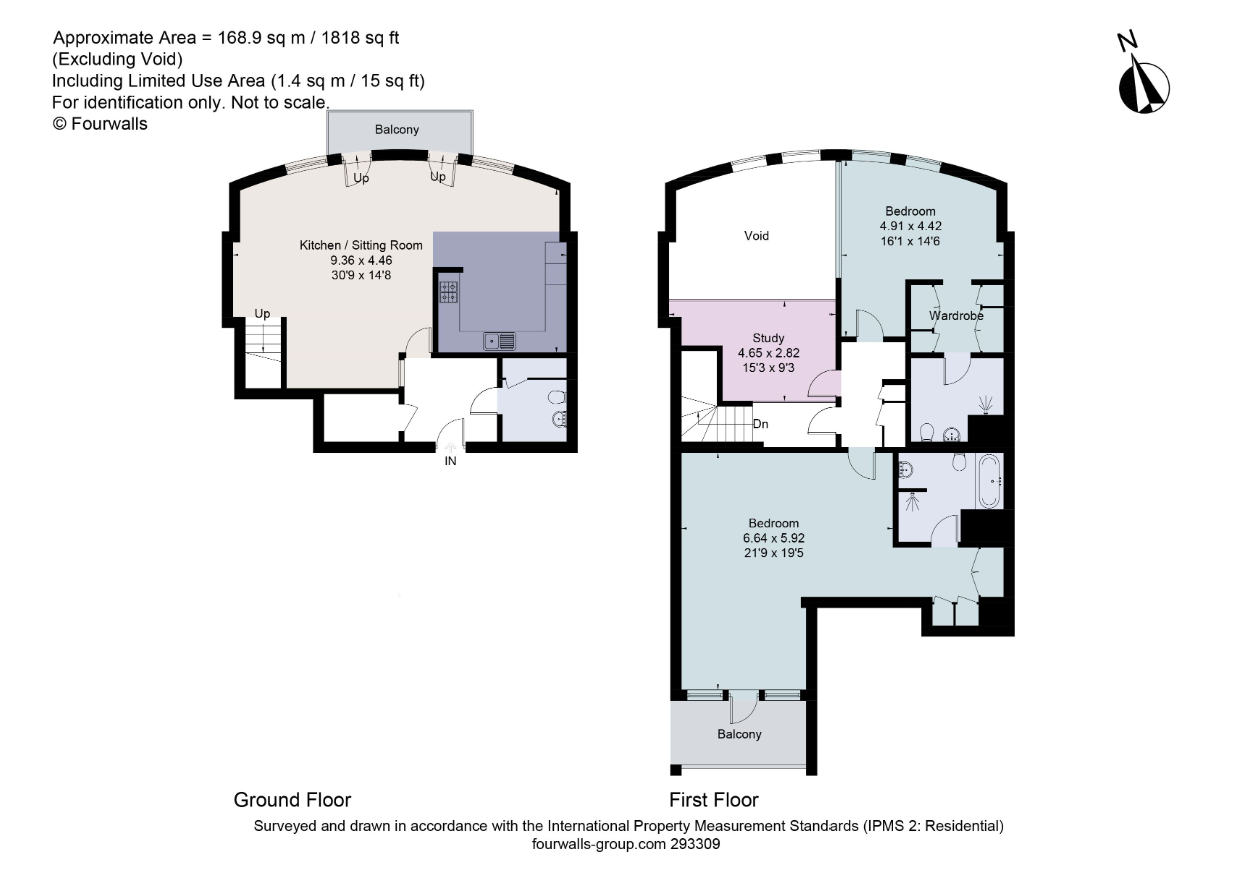 Approximate Area = 168.9 sq m / 1818 sq ft
(Excluding Void)
Including Limited Use Area (1.4 sq m / 15 sq ft)
For identification only. Not to scale.
© Fourwalls
N
Balcony
Up
Up
Kitchen / Sitting Room
9.36 x 4.46
30'9 x 14'8
Up
IN
Bedroom
4.91 x 4.42
16'1 x 14'6
Void
Wardrobe
Study
4.65 x 2.82
15'3 x 9'3
Dn
Bedroom
6.64 x 5.92
21'9 x 19'5
Balcony
Ground Floor
First Floor
Surveyed and drawn in accordance with the International Property Measurement Standards (IPMS 2: Residential)
fourwalls-group.com 293309